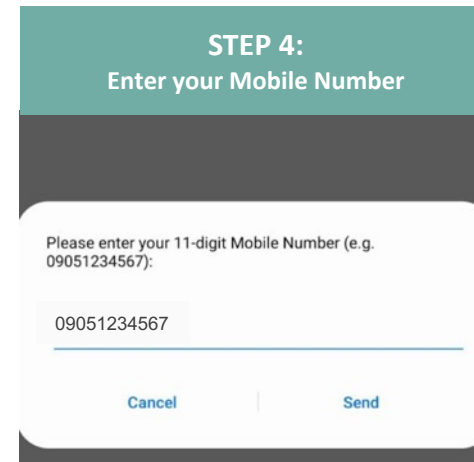 STEP 4:
Enter your Mobile Number
Please enter your 11-digit Mobile Number (e.g.
09051234567):
09051234567
Cancel
Send